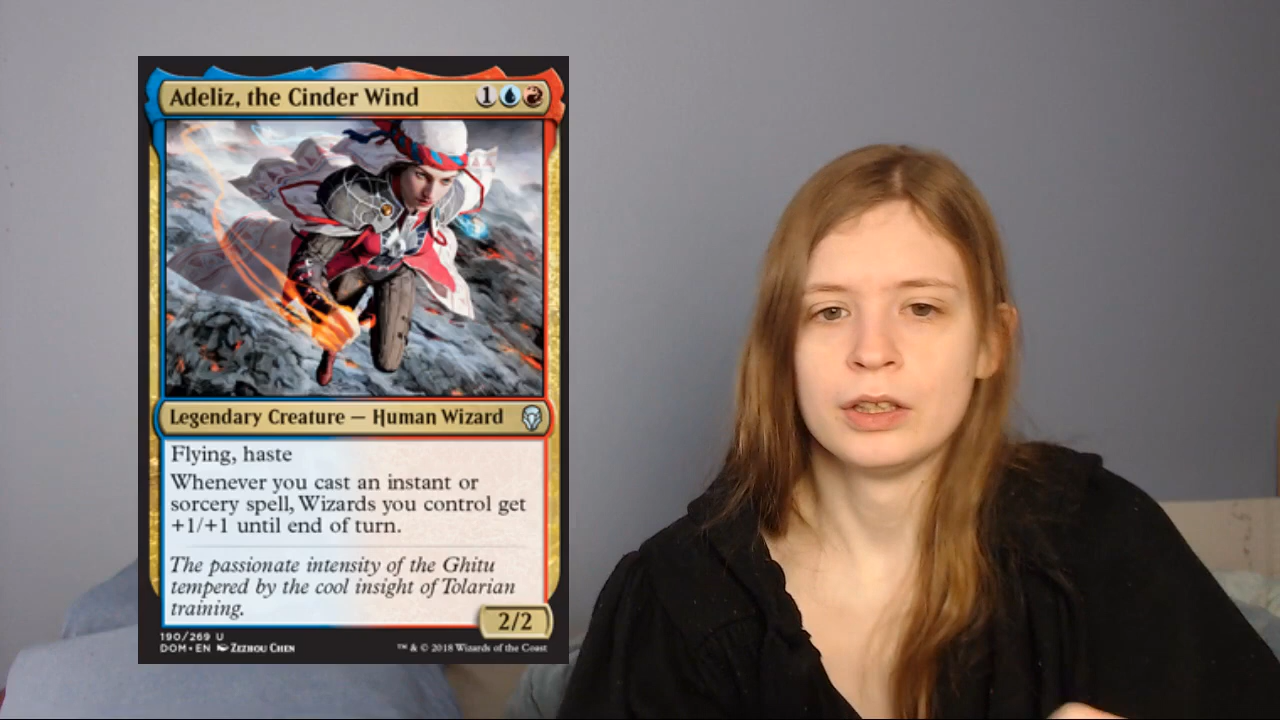 Adeliz, the Cinder Wind 1
Legendary Creature — Human Wizard
Flying, haste
Whenever you cast an instant or
sorcery spell, Wizards you control get
+1/+1 until end of turn.
The passionate intensity of the Ghitu
tempered by the cool insight of Tolarian
training.
2/2
190/269 U
DOM • EN Zezhou Chen ™ & © 2018 Wizards of the Coast